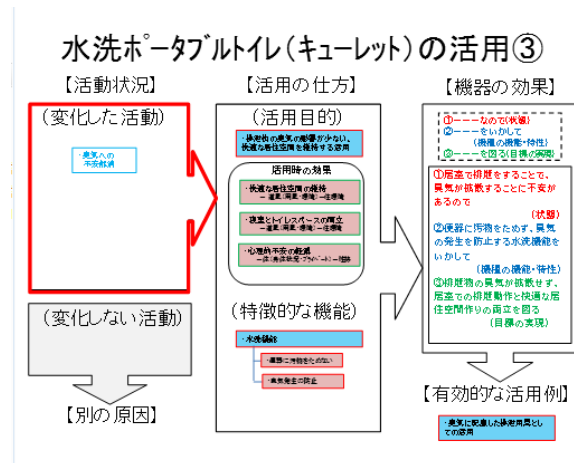 水洗ポータブルトイレ(キューレット)の活用③
【活動状況】
(変化した活動)
・臭気への
不安軽減
(変化しない活動)
【別の原因】
【活用の仕方】
(活用目的)
・排泄物の臭気の影響が少ない、
快適な居住空間を維持する活用
活用時の効果
・快適な居住空間の維持
・寝室とトイレスペースの両立
・心理的不安の軽減
(特徴的な機能)
・水洗機能
・便器に汚物をためない
・臭気発生の防止
【機器の効果】
①ーーーなので(状態)
②ーーーをいかして
(機種の機能・特性)
③ーーーを図る(目標の実現)
①居室で排泄をすることで、
臭気が拡散することに不安が
あるので
(状態)
②便器に汚物をためず、臭気
の発生を防止する水洗機能を
いかして
(機種の機能・特性)
③排泄物の臭気が拡散せず、
居室での排泄動作と快適な居
住空間作りの両立を図る
(目標の実現)
【有効的な活用例】
・臭気に配慮した排泄用具とし
ての活用